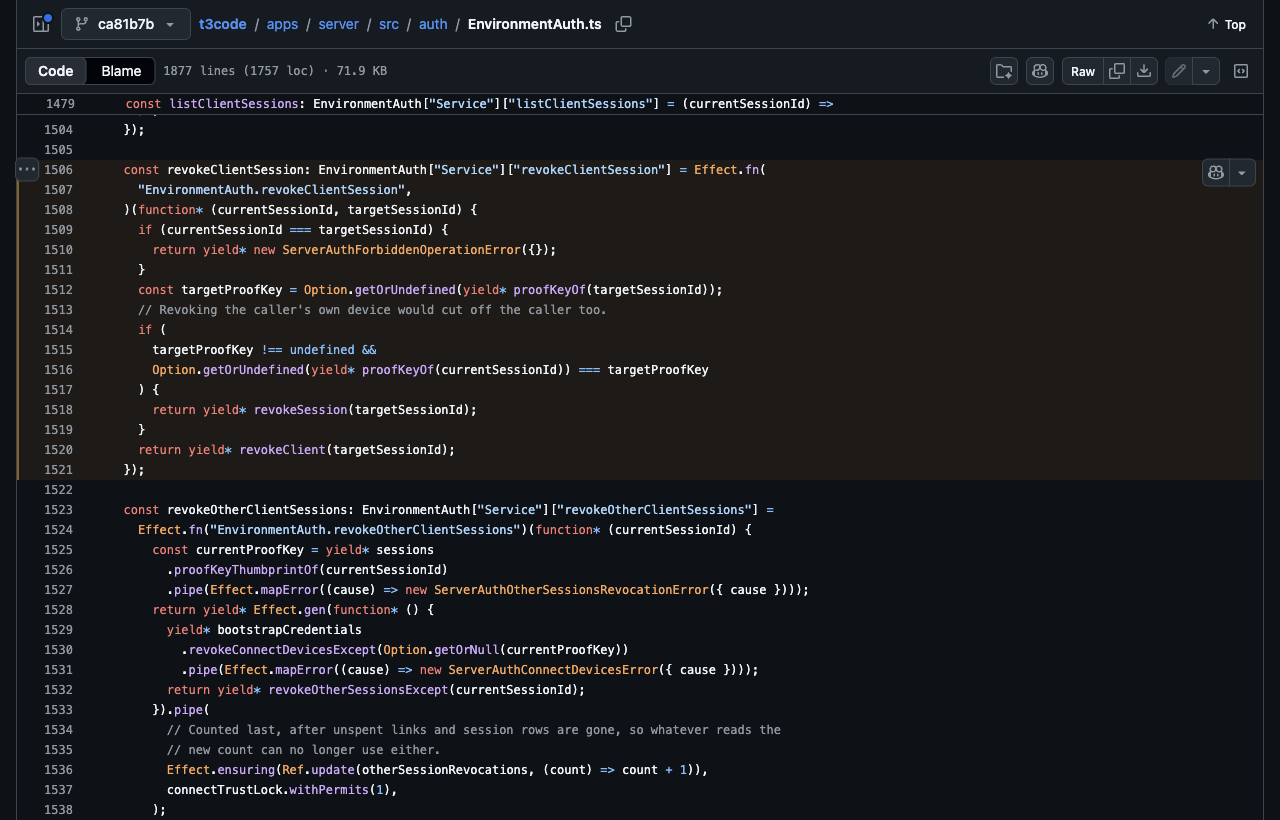 ca81b7b
t3code / apps / server / src / auth / EnvironmentAuth.ts
Top
Code Blame 1877 lines (1757 loc) · 71.9 KB
Raw
1479 const listClientSessions: EnvironmentAuth["Service"]["listClientSessions"] = (currentSessionId) =>
1504 });
1505
1506 const revokeClientSession: EnvironmentAuth["Service"]["revokeClientSession"] = Effect.fn(
1507 "EnvironmentAuth.revokeClientSession",
1508 )(function* (currentSessionId, targetSessionId) {
1509 if (currentSessionId === targetSessionId) {
1510 return yield* new ServerAuthForbiddenOperationError({});
1511 }
1512 const targetProofKey = Option.getOrUndefined(yield* proofKeyOf(targetSessionId));
1513 // Revoking the caller's own device would cut off the caller too.
1514 if (
1515 targetProofKey !== undefined &&
1516 Option.getOrUndefined(yield* proofKeyOf(currentSessionId)) === targetProofKey
1517 ) {
1518 return yield* revokeSession(targetSessionId);
1519 }
1520 return yield* revokeClient(targetSessionId);
1521 });
1522
1523 const revokeOtherClientSessions: EnvironmentAuth["Service"]["revokeOtherClientSessions"] =
1524 Effect.fn("EnvironmentAuth.revokeOtherClientSessions")(function* (currentSessionId) {
1525 const currentProofKey = yield* sessions
1526 .proofKeyThumbprintOf(currentSessionId)
1527 .pipe(Effect.mapError((cause) => new ServerAuthOtherSessionsRevocationError({ cause })));
1528 return yield* Effect.gen(function* () {
1529 yield* bootstrapCredentials
1530 .revokeConnectDevicesExcept(Option.getOrNull(currentProofKey))
1531 .pipe(Effect.mapError((cause) => new ServerAuthConnectDevicesError({ cause })));
1532 return yield* revokeOtherSessionsExcept(currentSessionId);
1533 }).pipe(
1534 // Counted last, after unspent links and session rows are gone, so whatever reads the
1535 // new count can no longer use either.
1536 Effect.ensuring(Ref.update(otherSessionRevocations, (count) => count + 1)),
1537 connectTrustLock.withPermits(1),
1538 );